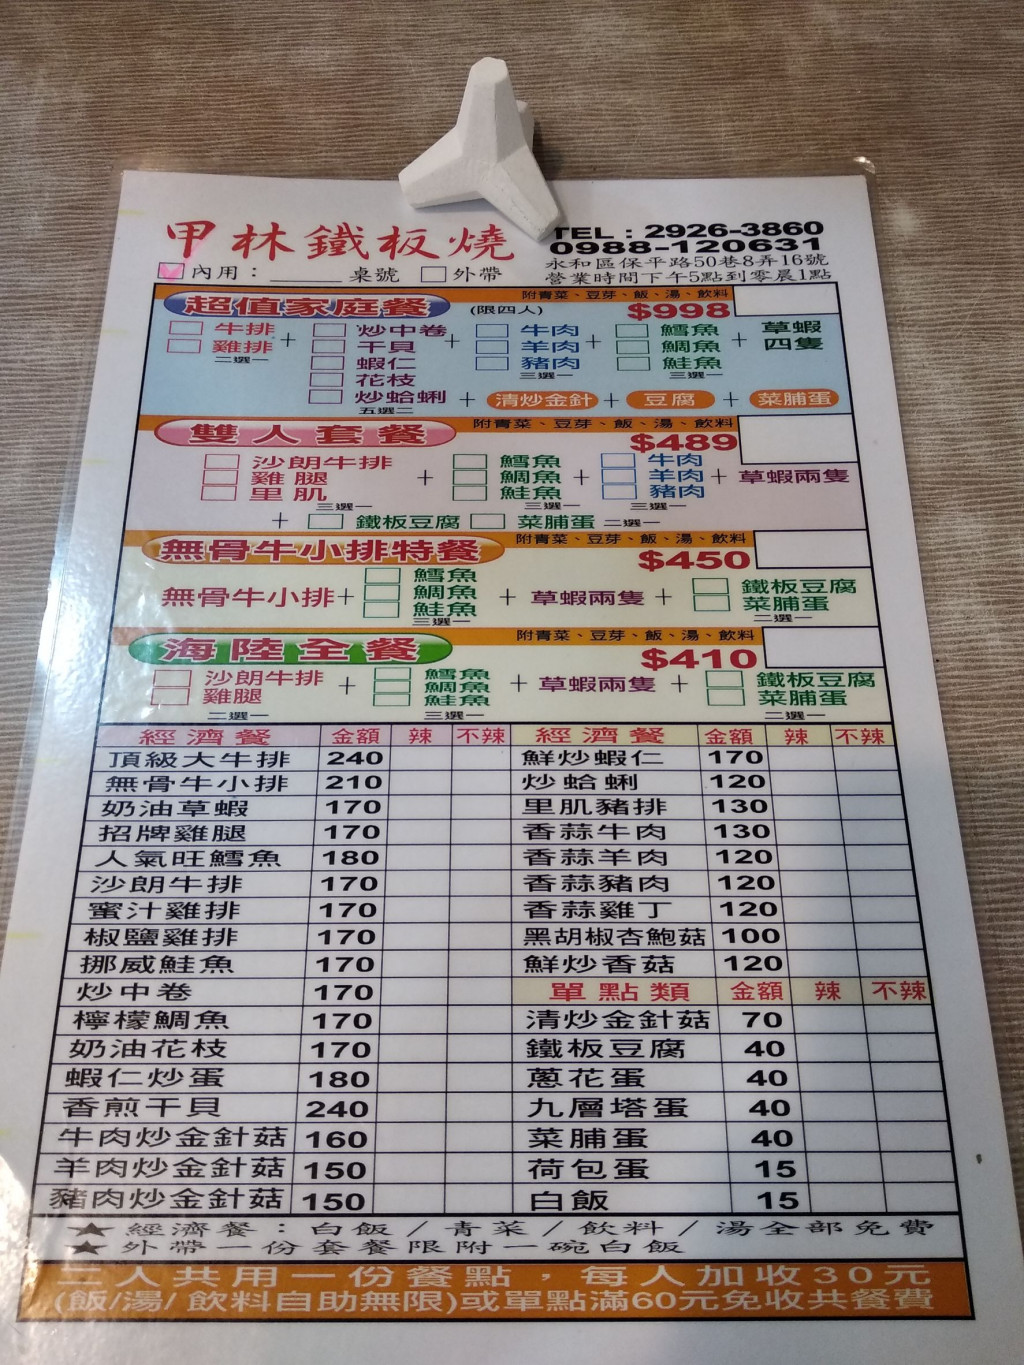 甲林鐵板燒
TEL：2926-3860
0988-120631
永和區保平路50巷8弄16號
營業時間下午5點到零晨1點
內用：＿＿＿桌號 外帶
超值家庭餐 (限四人) 附青菜、豆芽、飯、湯、飲料 $998
牛排 炒中卷 牛肉 鱈魚 草蝦
雞排 + 干貝 + 羊肉 + 鯛魚 + 四隻
二選一 蝦仁 豬肉 鮭魚
花枝 三選一 三選一
炒蛤蜊 + 清炒金針 + 豆腐 + 菜脯蛋
五選二
雙人套餐 附青菜、豆芽、飯、湯、飲料 $489
沙朗牛排 鱈魚 牛肉
雞腿 + 鯛魚 + 羊肉 + 草蝦兩隻
里肌 鮭魚 豬肉
三選一 三選一 三選一
+ 鐵板豆腐 菜脯蛋 二選一
無骨牛小排特餐 附青菜、豆芽、飯、湯、飲料 $450
鱈魚 鐵板豆腐
無骨牛小排+ 鯛魚 + 草蝦兩隻 + 菜脯蛋
鮭魚 二選一
三選一
海陸全餐 附青菜、豆芽、飯、湯、飲料 $410
沙朗牛排 鱈魚 鐵板豆腐
雞腿 + 鯛魚 + 草蝦兩隻 + 菜脯蛋
二選一 鮭魚 二選一
三選一
經濟餐 金額 辣 不辣 經濟餐 金額 辣 不辣
頂級大牛排 240 鮮炒蝦仁 170
無骨牛小排 210 炒蛤蜊 120
奶油草蝦 170 里肌豬排 130
招牌雞腿 170 香蒜牛肉 130
人氣旺鱈魚 180 香蒜羊肉 120
沙朗牛排 170 香蒜豬肉 120
蜜汁雞排 170 香蒜雞丁 120
椒鹽雞排 170 黑胡椒杏鮑菇 100
挪威鮭魚 170 鮮炒香菇 120
炒中卷 170 單點類 金額 辣 不辣
檸檬鯛魚 170 清炒金針菇 70
奶油花枝 170 鐵板豆腐 40
蝦仁炒蛋 180 蔥花蛋 40
香煎干貝 240 九層塔蛋 40
牛肉炒金針菇 160 菜脯蛋 40
羊肉炒金針菇 150 荷包蛋 15
豬肉炒金針菇 150 白飯 15
★經濟餐：白飯/青菜/飲料/湯全部免費
★外帶一份套餐限附一碗白飯
二人共用一份餐點，每人加收30元
(飯/湯/飲料自助無限)或單點滿60元免收共餐費